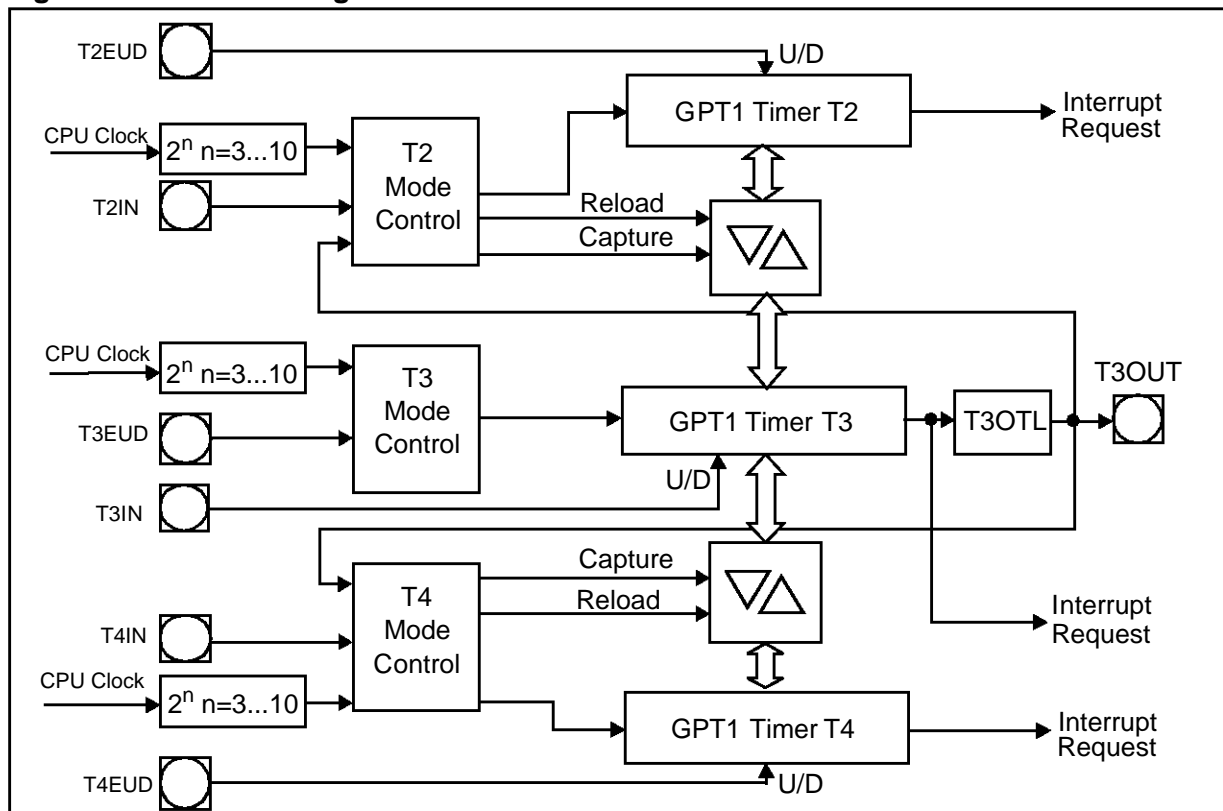 T2EUD
U/D
GPT1 Timer T2
Interrupt
Request
CPU Clock
2ⁿ n=3...10
T2
Mode
Control
T2IN
Reload
Capture
CPU Clock
2ⁿ n=3...10
T3
Mode
Control
T3EUD
GPT1 Timer T3
T3OTL
T3OUT
U/D
T3IN
Capture
T4
Mode
Control
Reload
Interrupt
Request
T4IN
CPU Clock
2ⁿ n=3...10
GPT1 Timer T4
Interrupt
Request
U/D
T4EUD